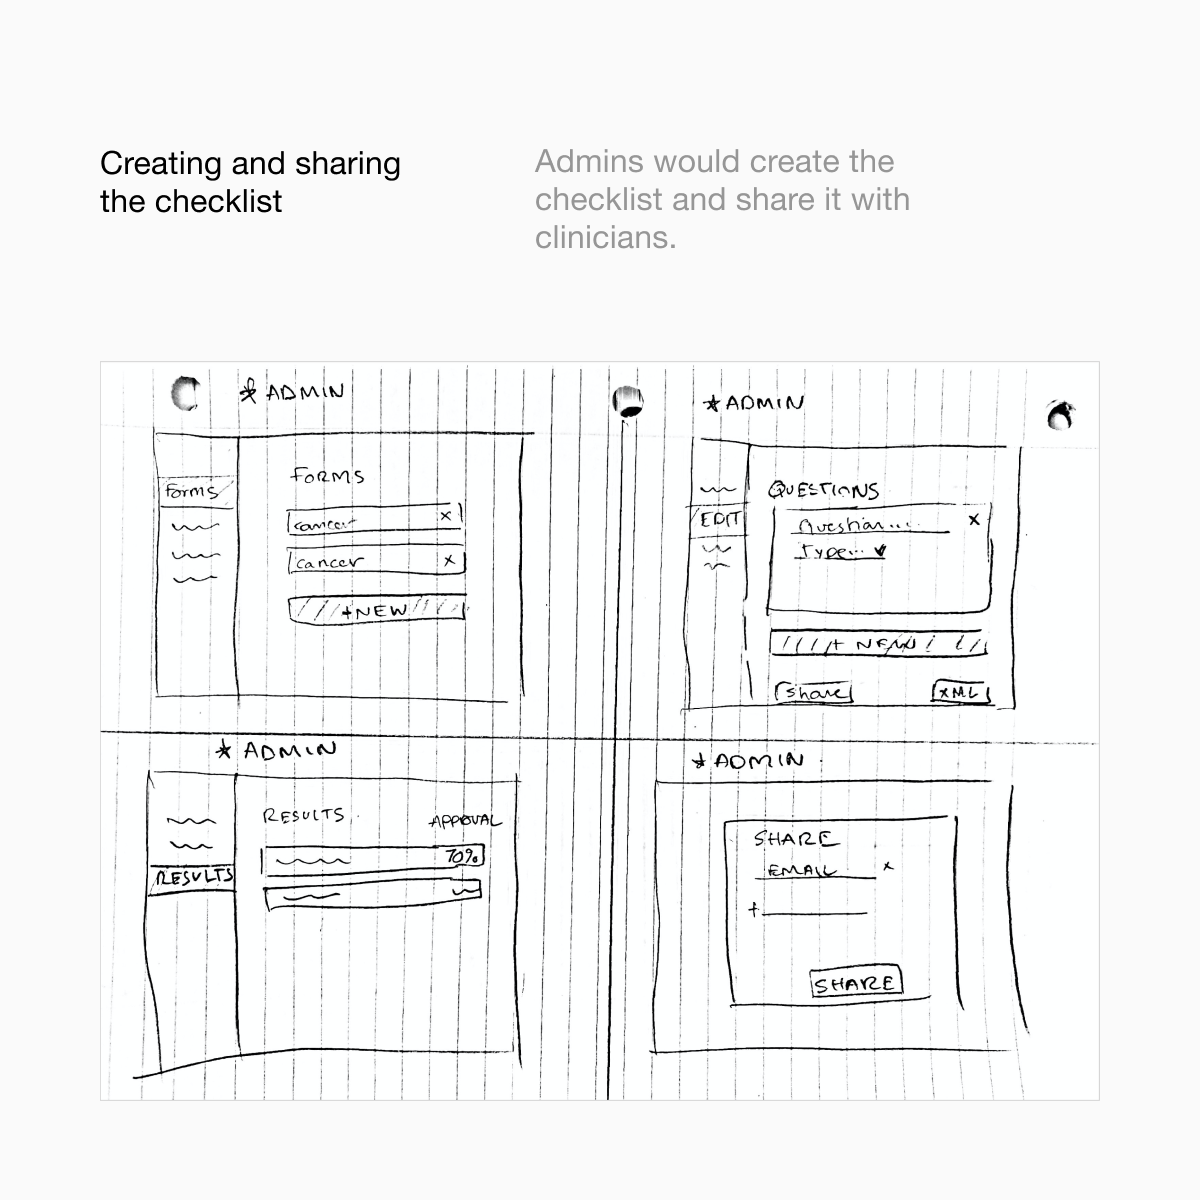 Creating and sharing
the checklist
Admins would create the
checklist and share it with
clinicians.
ADMIN
Forms
FORMS
cancer
x
cancer
x
+NEW
ADMIN
EDIT
QUESTIONS
Question...
x
Type...
+ NEW
Share
XML
ADMIN
RESULTS
RESULTS
APPROVAL
70%
ADMIN
SHARE
EMAIL
x
+
SHARE